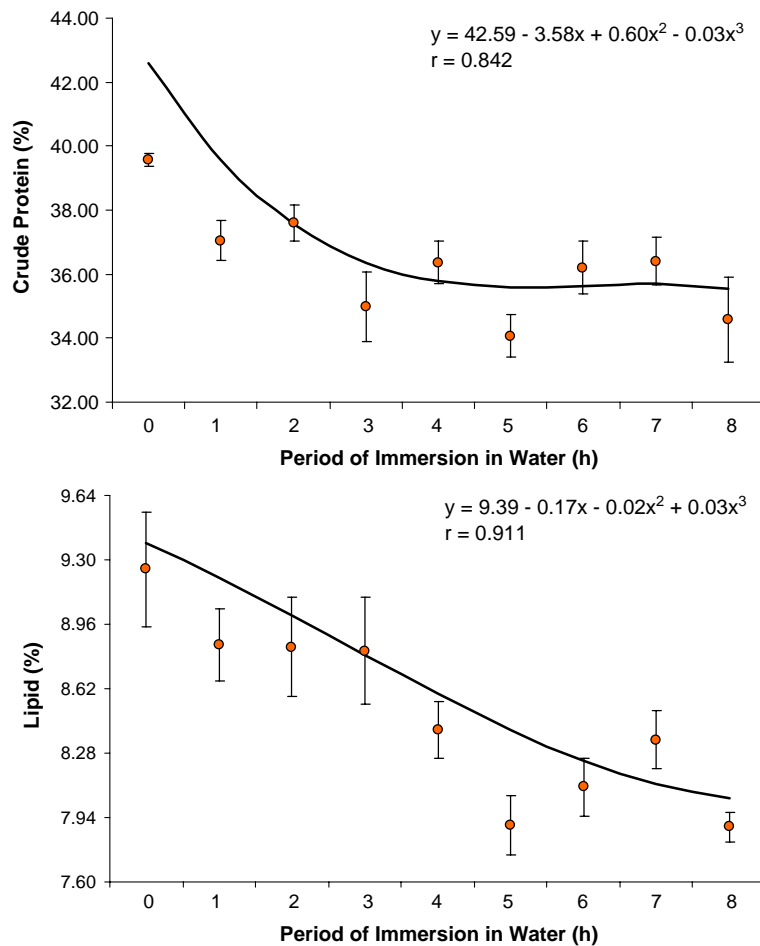 44.00
42.00
40.00
38.00
36.00
34.00
32.00
Crude Protein (%)
y = 42.59 - 3.58x + 0.60x² - 0.03x³
r = 0.842
0 1 2 3 4 5 6 7 8
Period of Immersion in Water (h)
9.64
9.30
8.96
8.62
8.28
7.94
7.60
Lipid (%)
y = 9.39 - 0.17x - 0.02x² + 0.03x³
r = 0.911
0 1 2 3 4 5 6 7 8
Period of Immersion in Water (h)